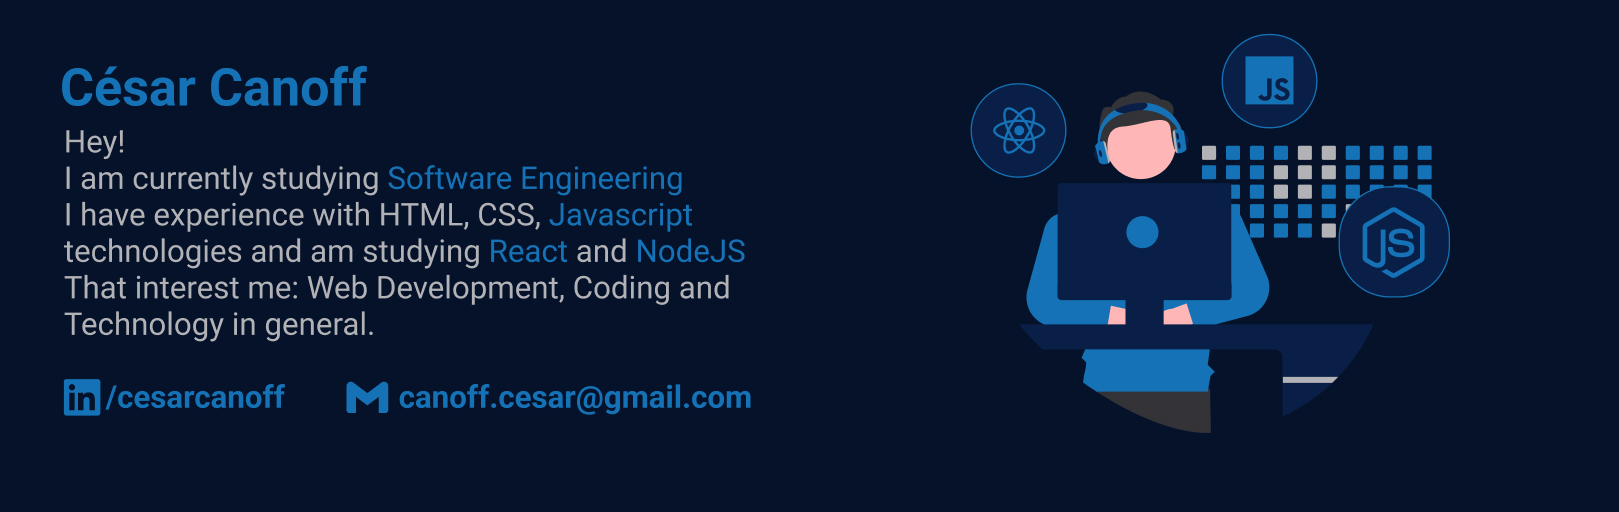 César Canoff
Hey!
I am currently studying Software Engineering
I have experience with HTML, CSS, Javascript
technologies and am studying React and NodeJS
That interest me: Web Development, Coding and
Technology in general.
in /cesarcanoff
canoff.cesar@gmail.com
JS
JS